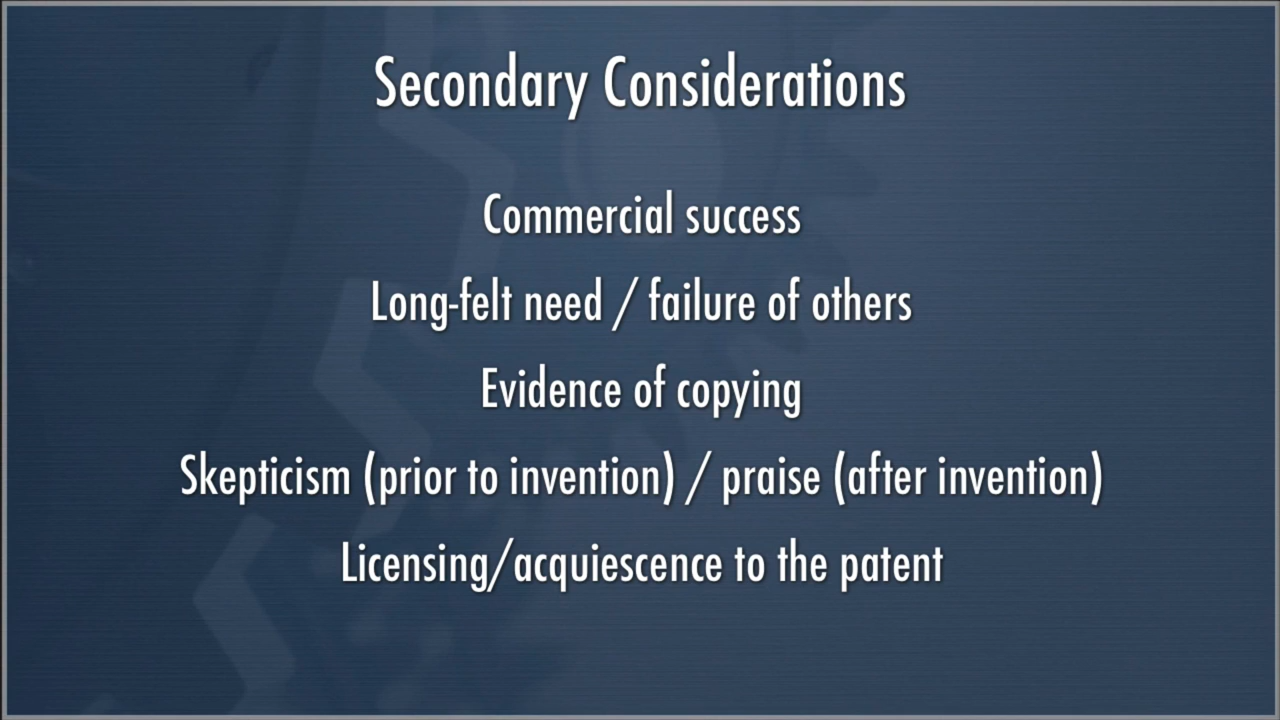 Secondary Considerations
Commercial success
Long-felt need / failure of others
Evidence of copying
Skepticism (prior to invention) / praise (after invention)
Licensing/acquiescence to the patent